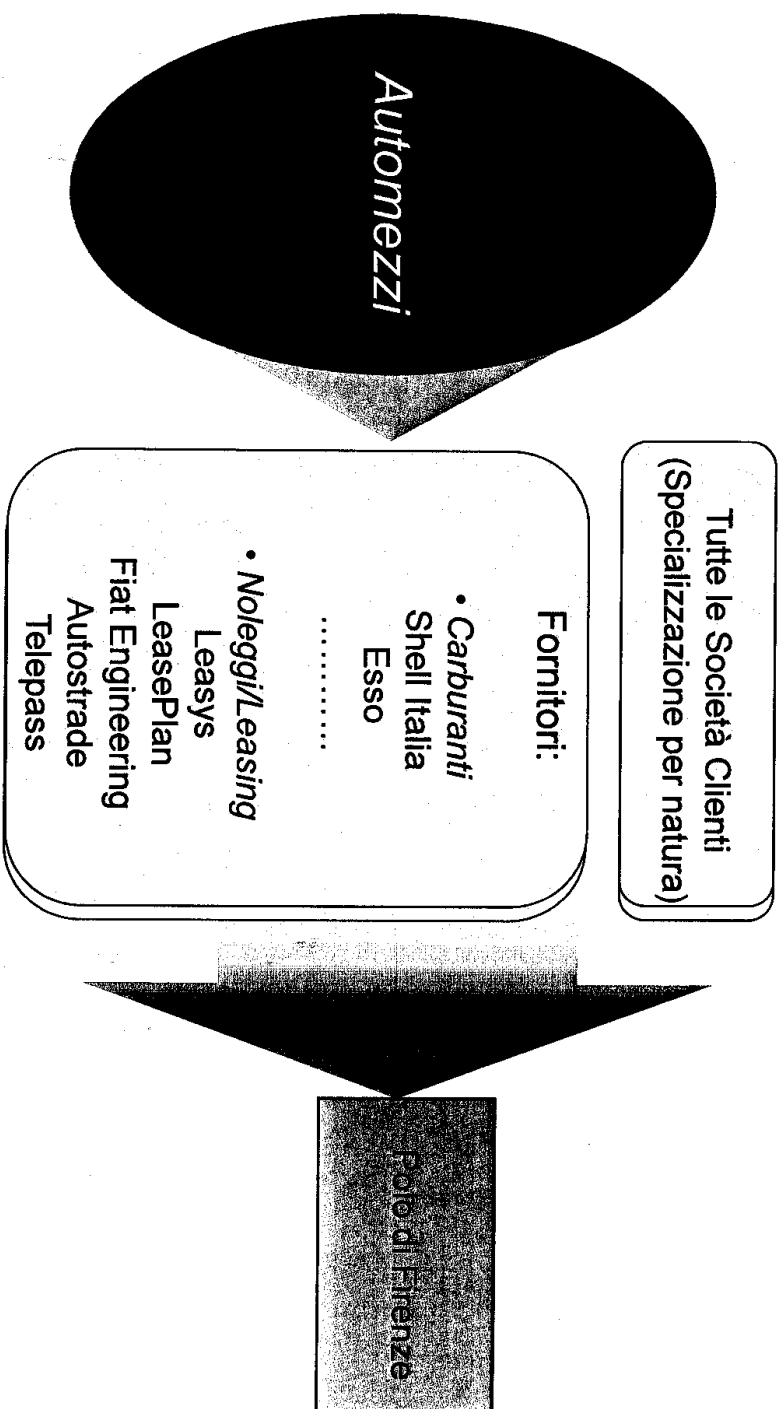 Automezzi
Tutte le Società Clienti
(Specializzazione per natura)
Fornitori:
• Carburanti
Shell Italia
Esso
...........
• Noleggi/Leasing
Leasys
LeasePlan
Fiat Engineering
Autostrade
Telepass
Polo di Firenze